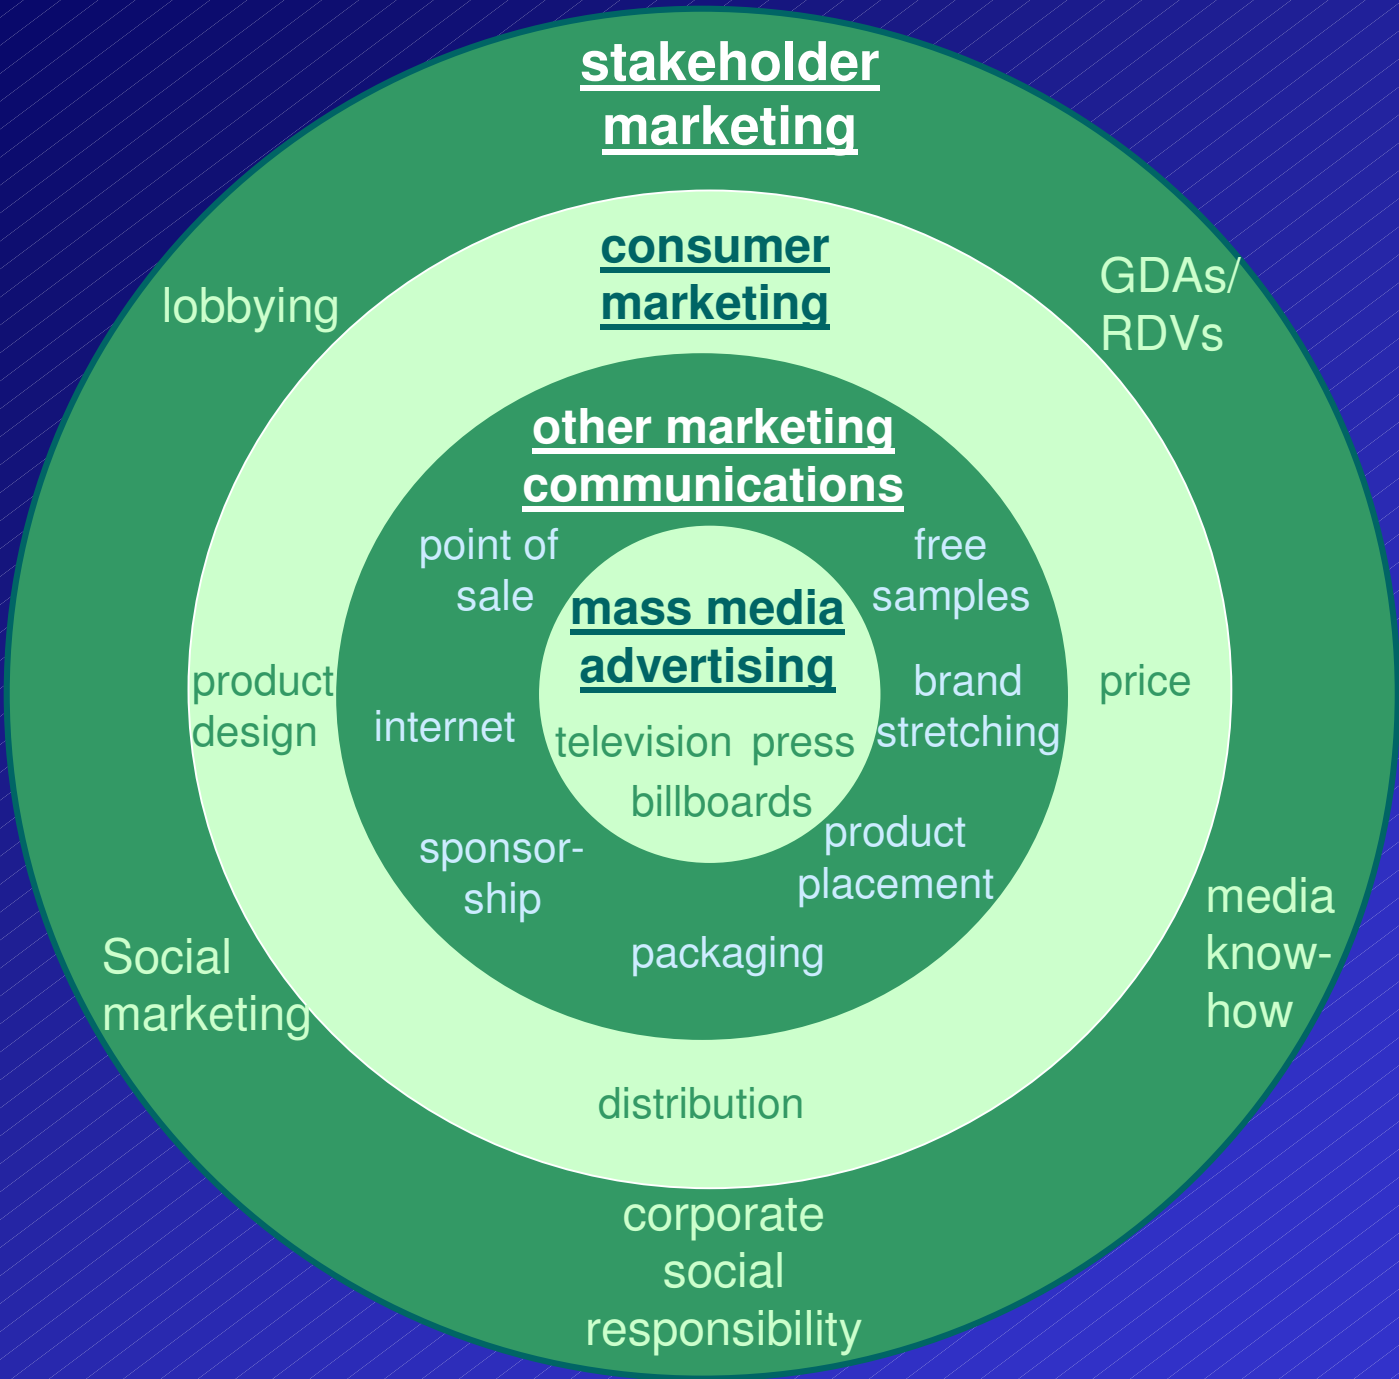 stakeholder
marketing
consumer
marketing
lobbying
GDAs/
RDVs
other marketing
communications
point of
sale
free
samples
mass media
advertising
product
design
internet
television press
billboards
brand
stretching
price
sponsor-
ship
product
placement
packaging
Social
marketing
media
know-
how
distribution
corporate
social
responsibility